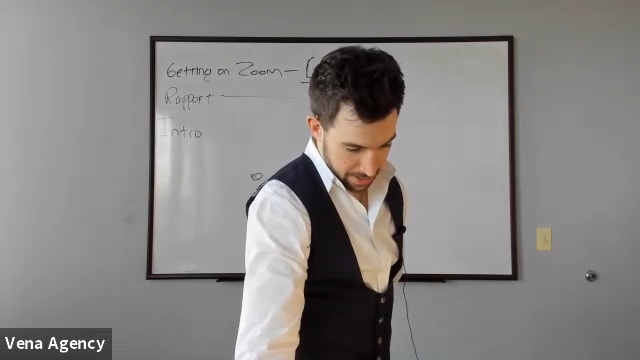 Getting on Zoom –
Rapport —
Intro
Vena Agency